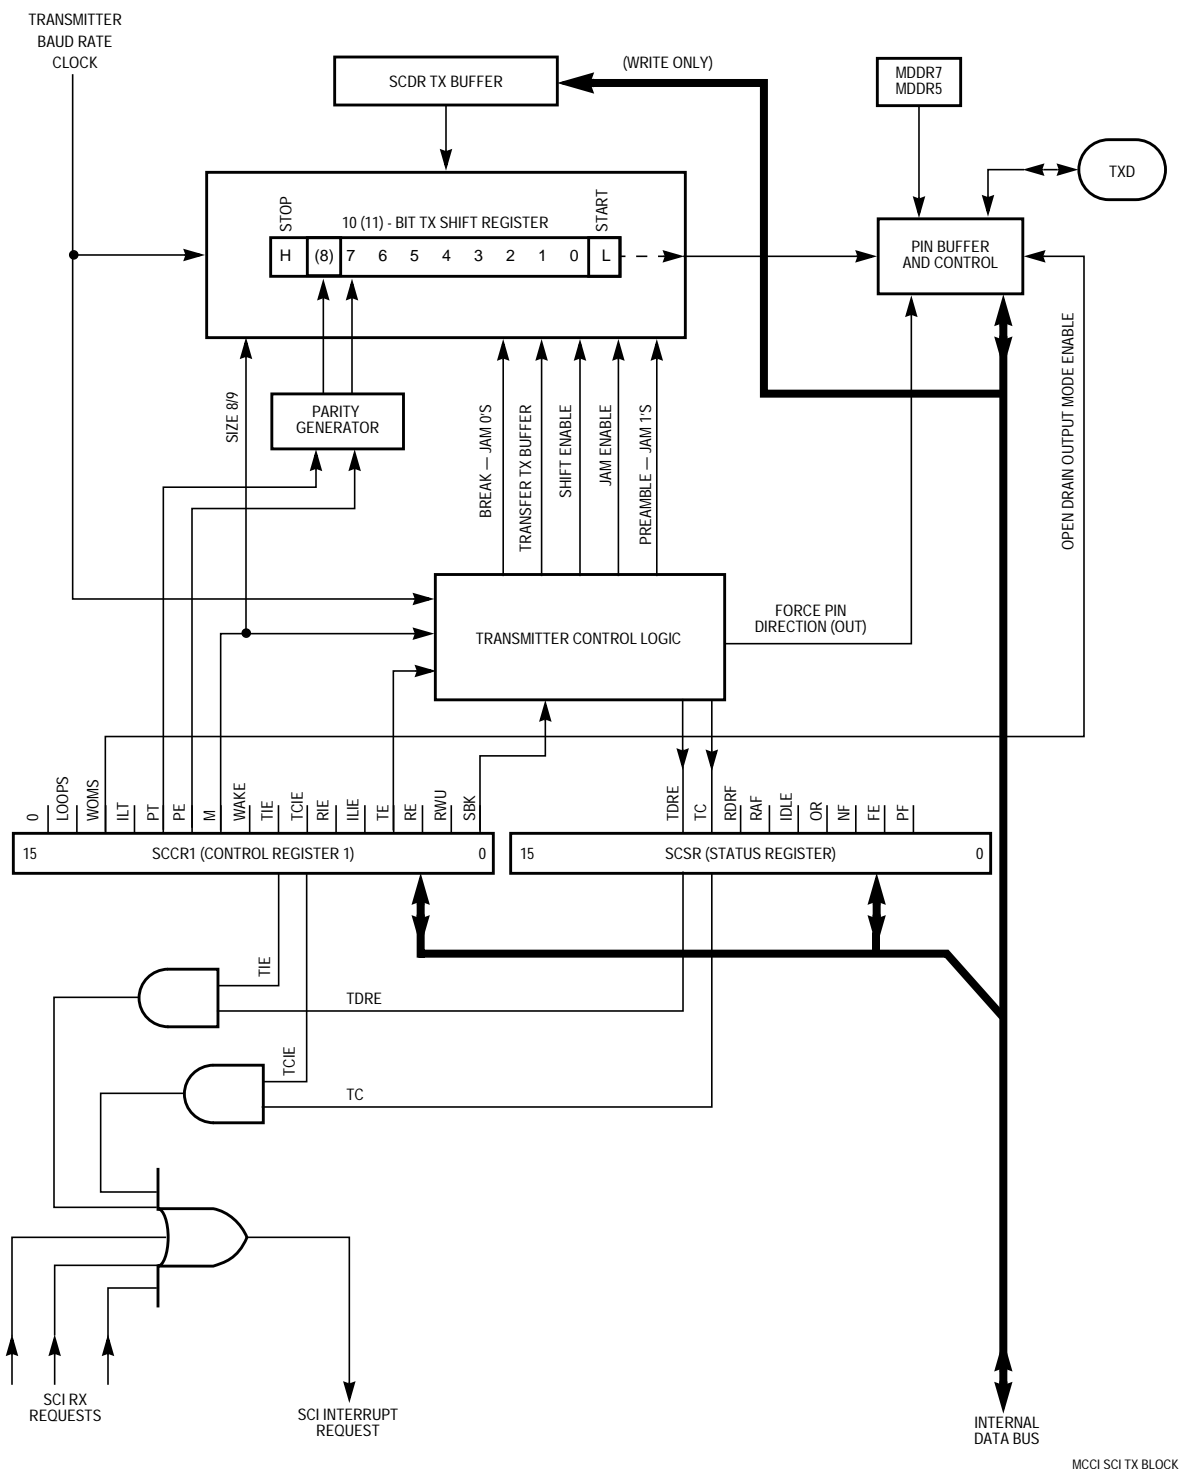 TRANSMITTER
BAUD RATE
CLOCK
SCDR TX BUFFER
(WRITE ONLY)
MDDR7
MDDR5
TXD
STOP
10 (11) - BIT TX SHIFT REGISTER
START
H (8) 7 6 5 4 3 2 1 0 L
PIN BUFFER
AND CONTROL
OPEN DRAIN OUTPUT MODE ENABLE
SIZE 8/9
PARITY
GENERATOR
BREAK — JAM 0'S
TRANSFER TX BUFFER
SHIFT ENABLE
JAM ENABLE
PREAMBLE — JAM 1'S
TRANSMITTER CONTROL LOGIC
FORCE PIN
DIRECTION (OUT)
0
LOOPS
WOMS
ILT
PT
PE
M
WAKE
TIE
TCIE
RIE
ILIE
TE
RE
RWU
SBK
TDRE
TC
RDRF
RAF
IDLE
OR
NF
FE
PF
15 SCCR1 (CONTROL REGISTER 1) 0
15 SCSR (STATUS REGISTER) 0
TIE
TDRE
TCIE
TC
SCI RX
REQUESTS
SCI INTERRUPT
REQUEST
INTERNAL
DATA BUS
MCCI SCI TX BLOCK